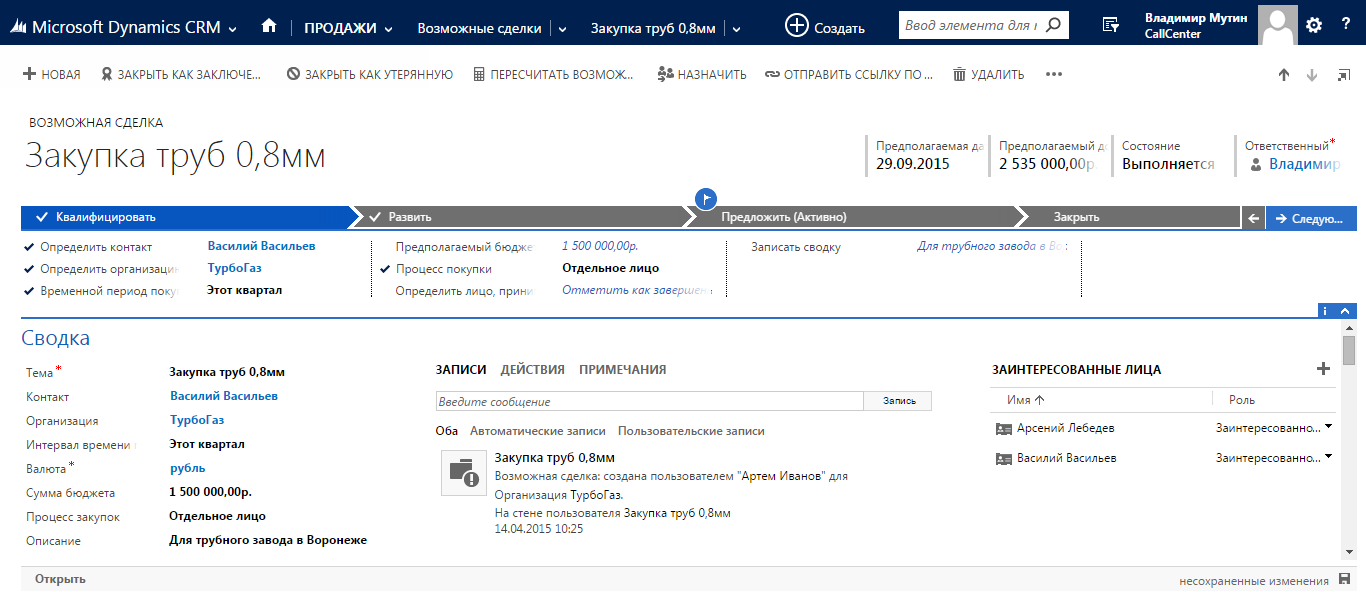 Microsoft Dynamics CRM ПРОДАЖИ Возможные сделки Закупка труб 0,8мм Создать Ввод элемента для Владимир Мутин
CallCenter
НОВАЯ ЗАКРЫТЬ КАК ЗАКЛЮЧЕ... ЗАКРЫТЬ КАК УТЕРЯННУЮ ПЕРЕСЧИТАТЬ ВОЗМОЖ... НАЗНАЧИТЬ ОТПРАВИТЬ ССЫЛКУ ПО ... УДАЛИТЬ •••
ВОЗМОЖНАЯ СДЕЛКА
Закупка труб 0,8мм
Предполагаемая да Предполагаемый до Состояние Ответственный*
29.09.2015 2 535 000,00р. Выполняется Владимир
Квалифицировать Развить Предложить (Активно) Закрыть Следую...
Определить контакт Василий Васильев Предполагаемый бюдже 1 500 000,00р. Записать сводку Для трубного завода в Во
Определить организаци ТурбоГаз Процесс покупки Отдельное лицо
Временной период поку Этот квартал Определить лицо, прини Отметить как завершен
Сводка
Тема* Закупка труб 0,8мм
Контакт Василий Васильев
Организация ТурбоГаз
Интервал времени Этот квартал
Валюта* рубль
Сумма бюджета 1 500 000,00р.
Процесс закупок Отдельное лицо
Описание Для трубного завода в Воронеже
ЗАПИСИ ДЕЙСТВИЯ ПРИМЕЧАНИЯ
Введите сообщение Запись
Оба Автоматические записи Пользовательские записи
Закупка труб 0,8мм
Возможная сделка: создана пользователем "Артем Иванов" для
Организация ТурбоГаз.
На стене пользователя Закупка труб 0,8мм
14.04.2015 10:25
ЗАИНТЕРЕСОВАННЫЕ ЛИЦА
Имя Роль
Арсений Лебедев Заинтересованно...
Василий Васильев Заинтересованно...
Открыть несохраненные изменения